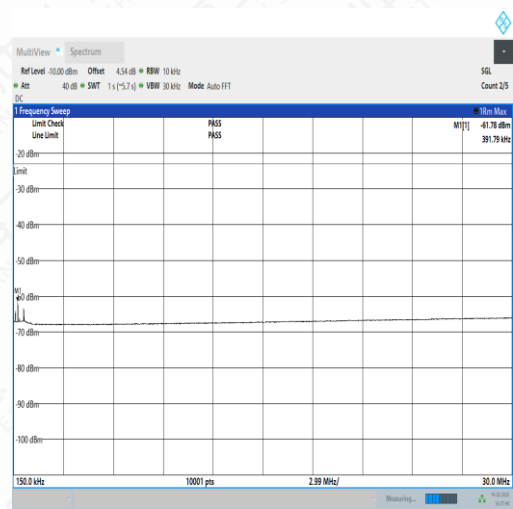 MultiView Spectrum
Ref Level -10.00 dBm Offset 4.54 dB RBW 10 kHz SGL
Att 40 dB SWT 1 s (~5.7 s) VBW 30 kHz Mode Auto FFT Count 2/5
DC
1 Frequency Sweep 1Rm Max
Limit Check PASS M1[1] -61.78 dBm
Line Limit PASS 391.79 kHz
-20 dBm
Limit
-30 dBm
-40 dBm
-50 dBm
M1
-60 dBm
-70 dBm
-80 dBm
-90 dBm
-100 dBm
150.0 kHz 10001 pts 2.99 MHz/ 30.0 MHz
Measuring...